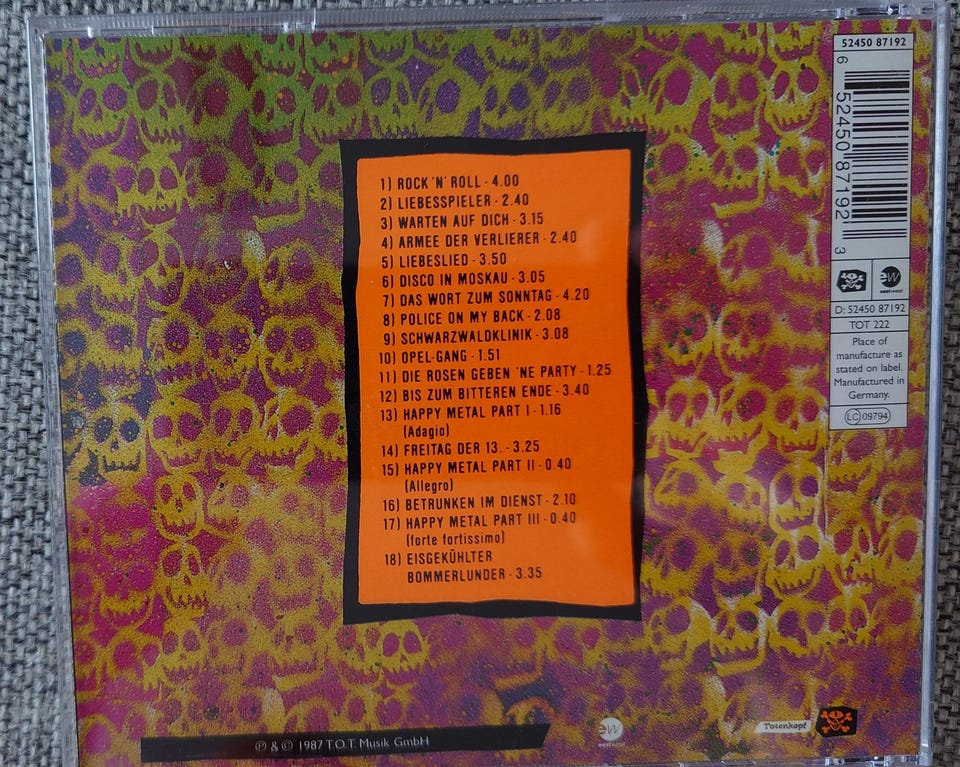 1) ROCK 'N' ROLL - 4.00
2) LIEBESSPIELER - 2.40
3) WARTEN AUF DICH - 3.15
4) ARMEE DER VERLIERER - 2.40
5) LIEBESLIED - 3.50
6) DISCO IN MOSKAU - 3.05
7) DAS WORT ZUM SONNTAG - 4.20
8) POLICE ON MY BACK - 2.08
9) SCHWARZWALDKLINIK - 3.08
10) OPEL-GANG - 1.51
11) DIE ROSEN GEBEN 'NE PARTY - 1.25
12) BIS ZUM BITTEREN ENDE - 3.40
13) HAPPY METAL PART I - 1.16
(Adagio)
14) FREITAG DER 13. - 3.25
15) HAPPY METAL PART II - 0.40
(Allegro)
16) BETRUNKEN IM DIENST - 2.10
17) HAPPY METAL PART III - 0.40
(forte fortissimo)
18) EISGEKÜHLTER
BOMMERLUNDER - 3.35
52450 87192
6 52450 87192 3
ew
eastwest
D: 52450 87192
TOT 222
Place of
manufacture as
stated on label.
Manufactured in
Germany.
LC 09794
℗ & © 1987 T.O.T. Musik GmbH
ew
eastwest
Totenkopf